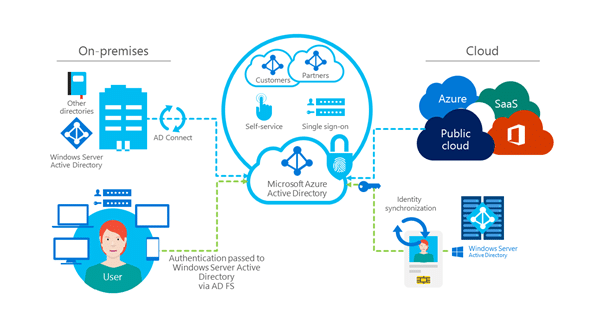 On-premises
Cloud
Customers
Partners
Other
directories
Windows Server
Active Directory
AD Connect
Self-service
Single sign-on
Microsoft Azure
Active Directory
Azure
SaaS
Public
cloud
User
Authentication passed to
Windows Server Active
Directory
via AD FS
Identity
synchronization
Windows Server
Active Directory